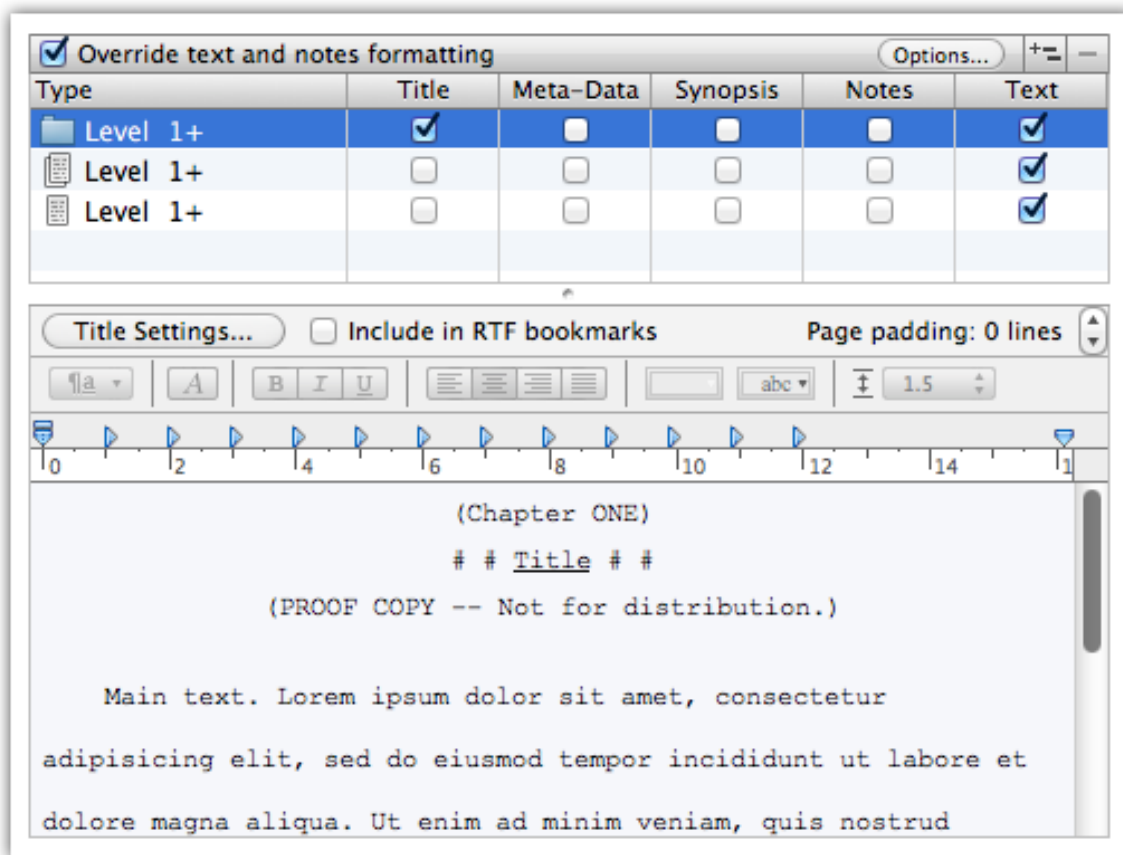 Override text and notes formatting Options...
Type Title Meta-Data Synopsis Notes Text
Level 1+
Level 1+
Level 1+
Title Settings... Include in RTF bookmarks Page padding: 0 lines
¶a A B I U abc 1.5
0 2 4 6 8 10 12 14 1
(Chapter ONE)
# # Title # #
(PROOF COPY -- Not for distribution.)
Main text. Lorem ipsum dolor sit amet, consectetur
adipisicing elit, sed do eiusmod tempor incididunt ut labore et
dolore magna aliqua. Ut enim ad minim veniam, quis nostrud